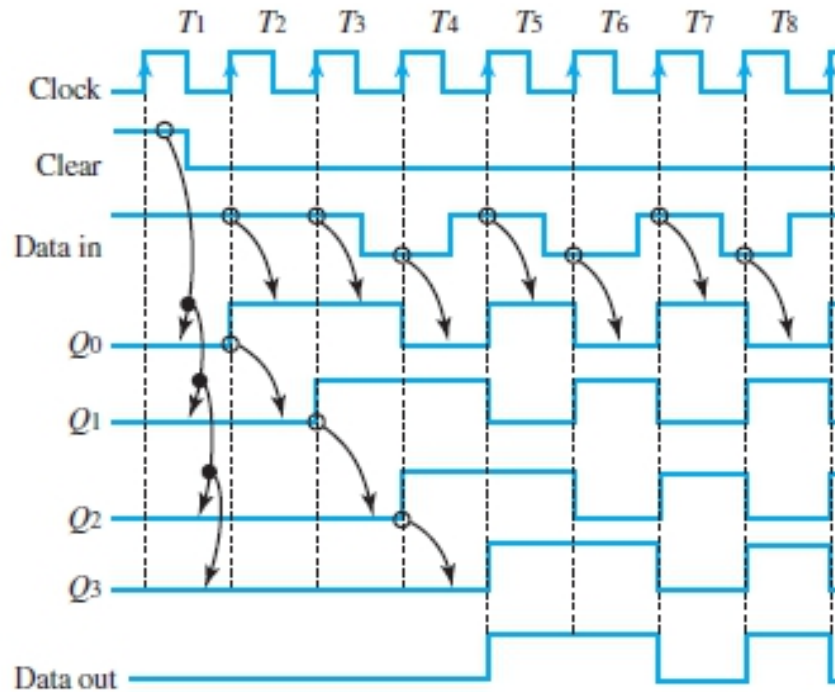 T1 T2 T3 T4 T5 T6 T7 T8
Clock
Clear
Data in
Q0
Q1
Q2
Q3
Data out